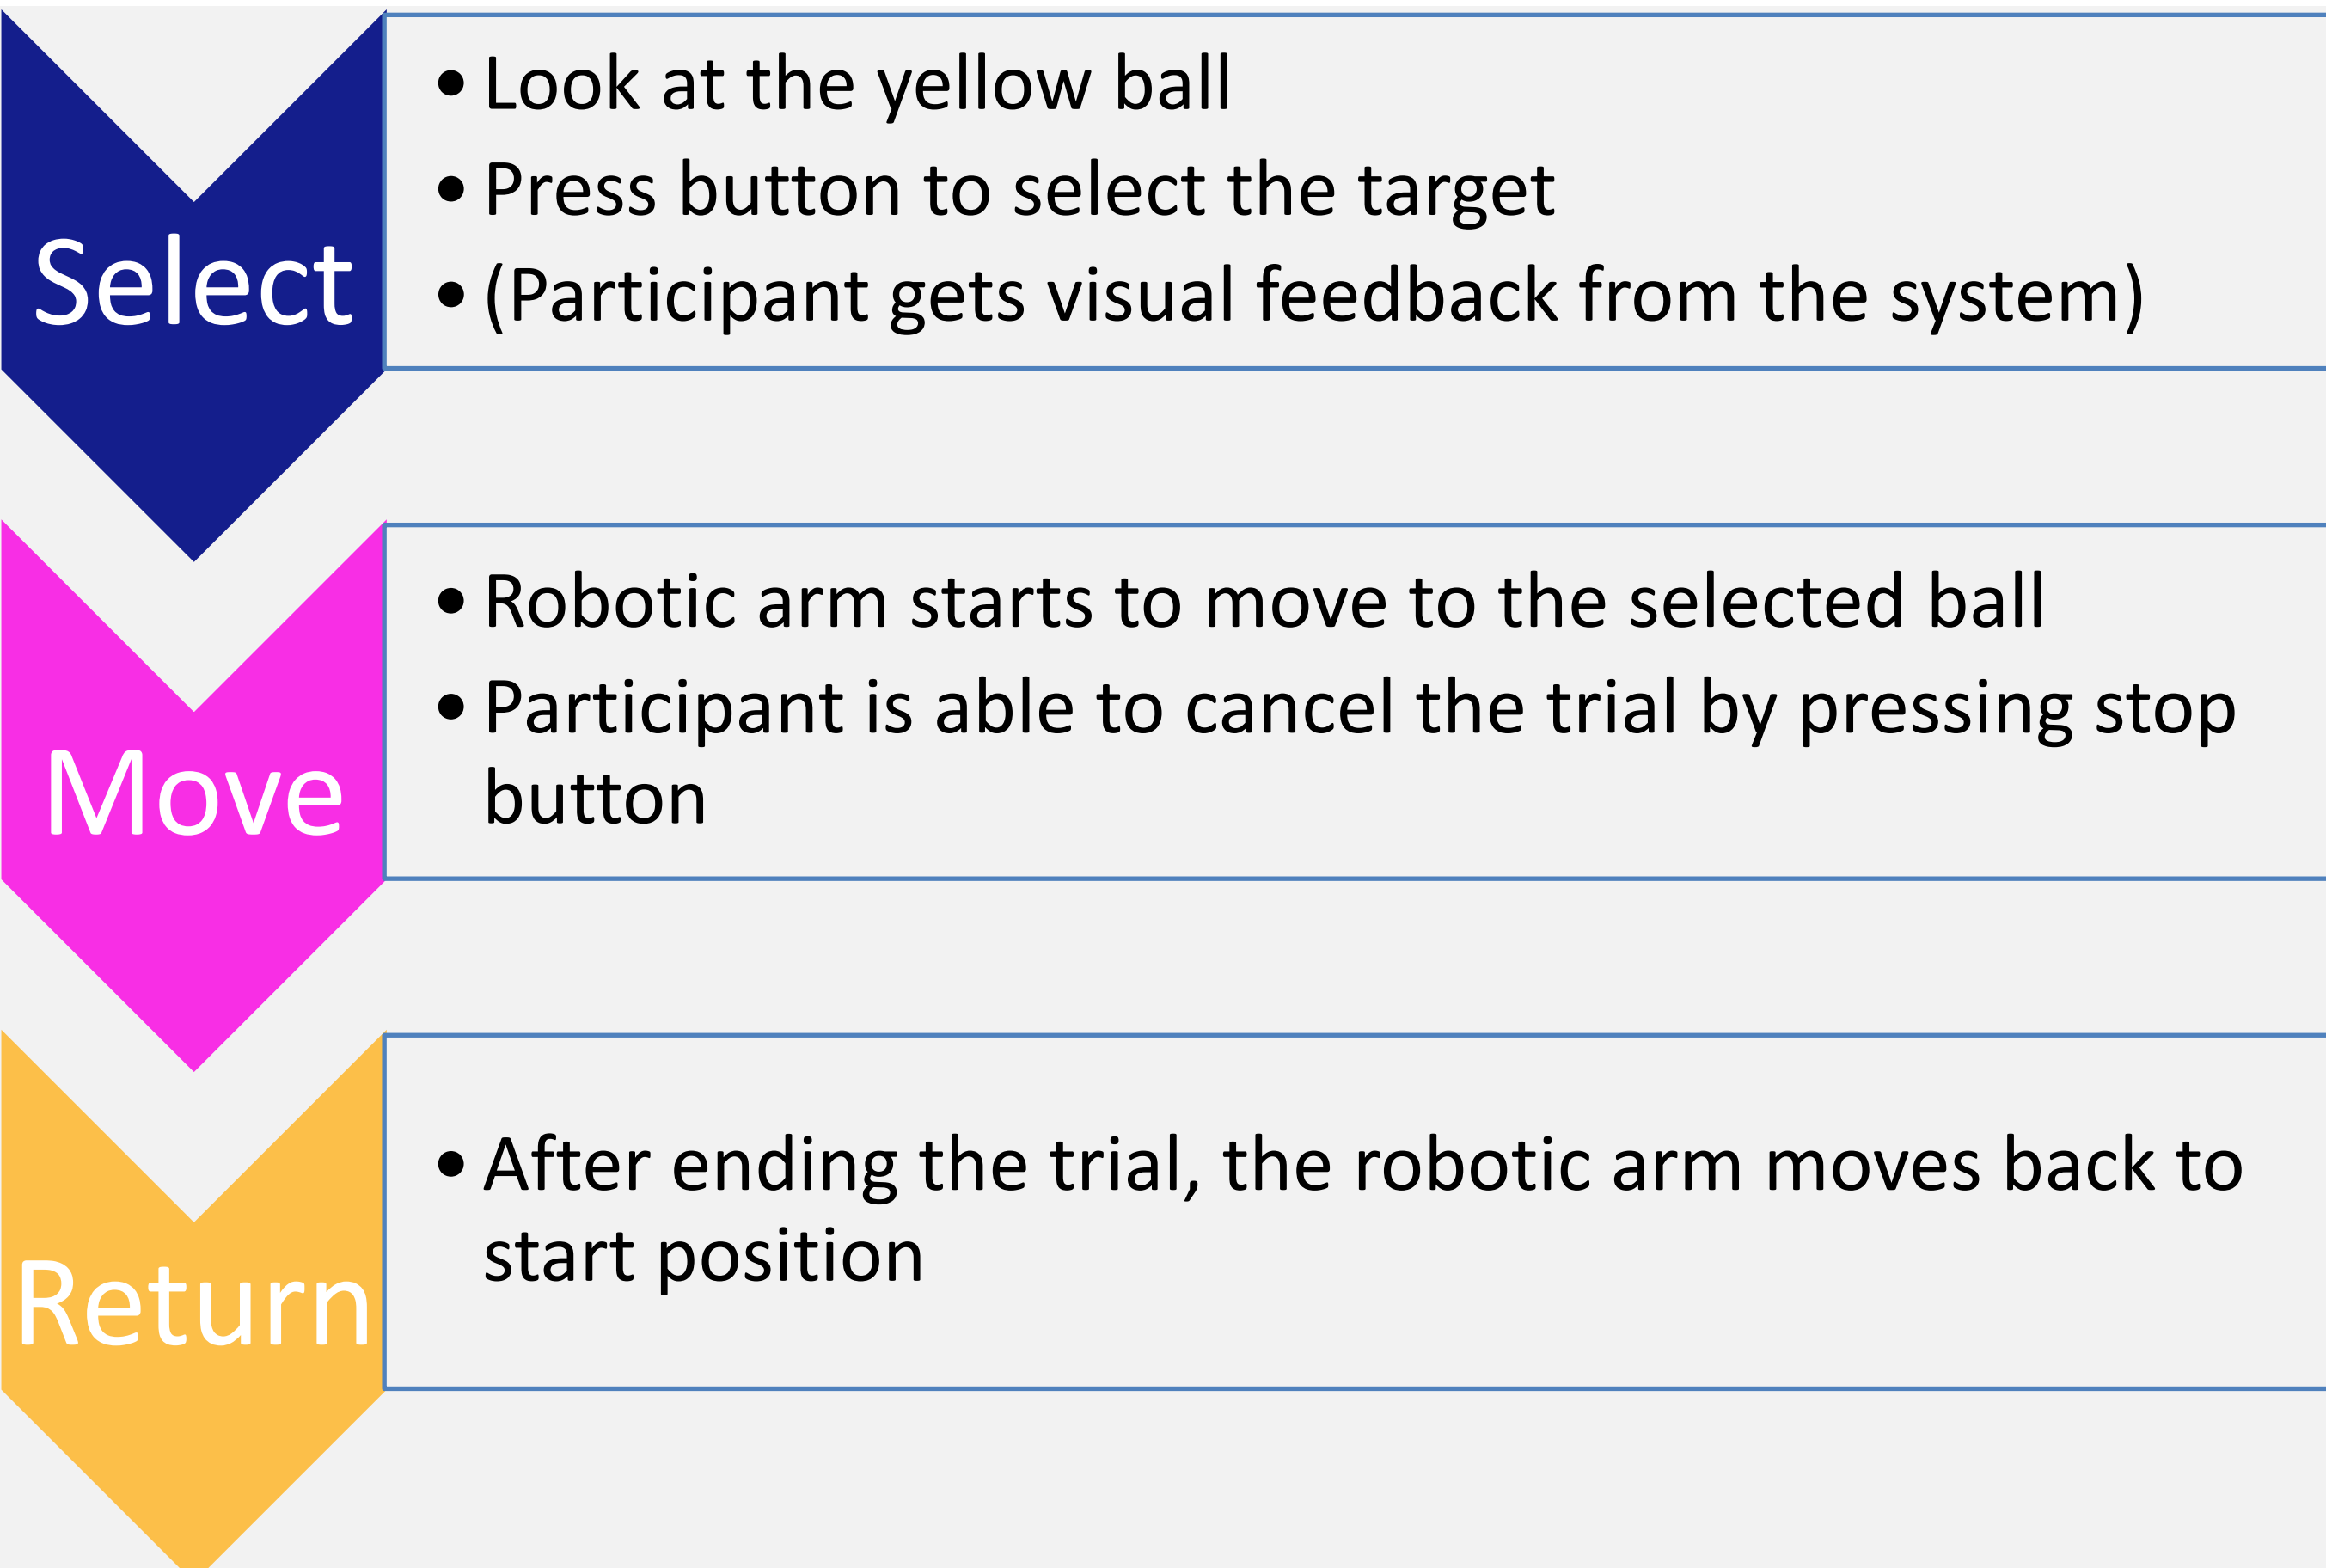 Select
• Look at the yellow ball
• Press button to select the target
• (Participant gets visual feedback from the system)
Move
• Robotic arm starts to move to the selected ball
• Participant is able to cancel the trial by pressing stop
button
Return
• After ending the trial, the robotic arm moves back to
start position